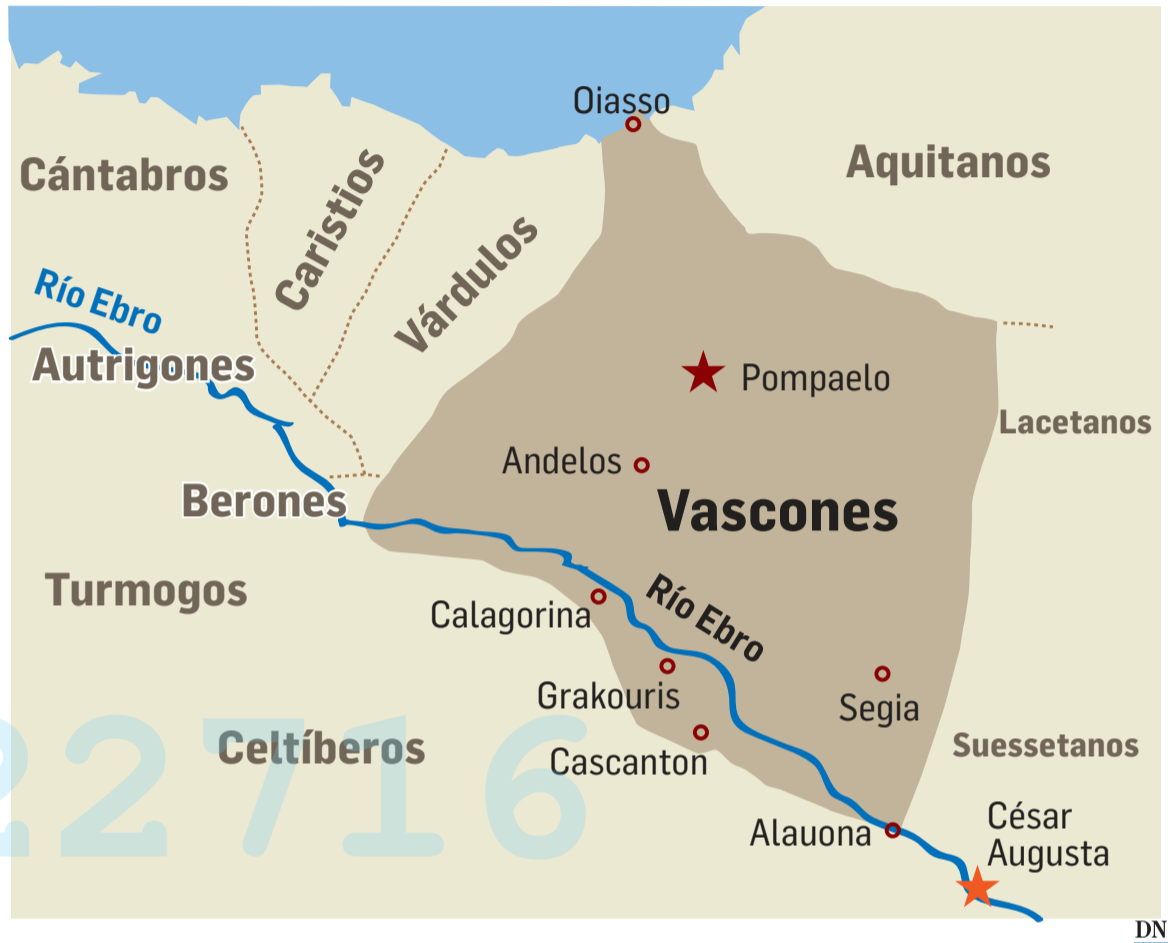 Oiasso
Cántabros
Caristios
Várdulos
Aquitanos
Río Ebro
Autrigones
Pompaelo
Lacetanos
Andelos
Vascones
Berones
Turmogos
Calagorina
Río Ebro
Grakouris
Segia
Celtíberos
Cascanton
Suessetanos
Alauona
César
Augusta
22716
DN